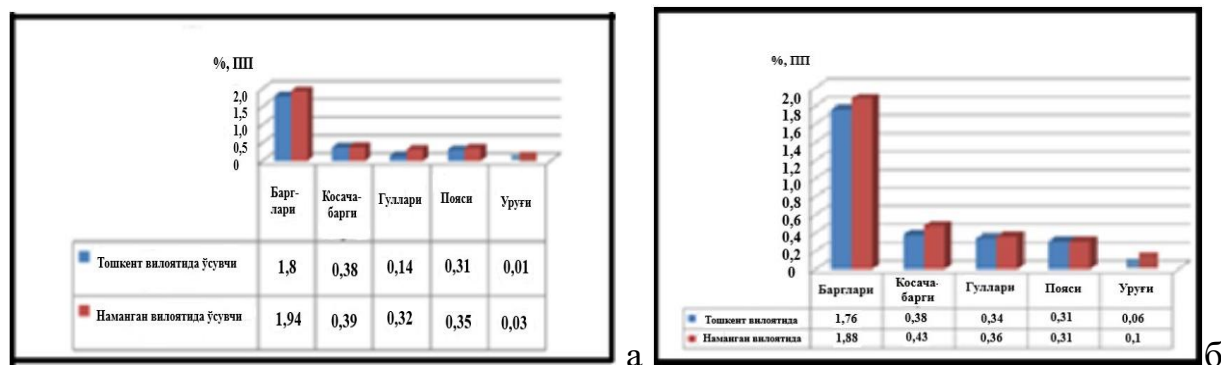 %, ПП
2,0
1,5
1,0
0,5
0
Барг-
лари
Косача-
барги
Гуллари
Пояси
Уруғи
Тошкент вилоятида ўсувчи
1,8
0,38
0,14
0,31
0,01
Наманган вилоятида ўсувчи
1,94
0,39
0,32
0,35
0,03
а
%, ПП
2,0
1,8
1,6
1,4
1,2
1,0
0,8
0,6
0,4
0,2
0
Барглари
Косача-
барги
Гуллари
Пояси
Уруғи
Тошкент вилоятида
1,76
0,38
0,34
0,31
0,06
Наманган вилоятида
1,88
0,43
0,36
0,31
0,1
б